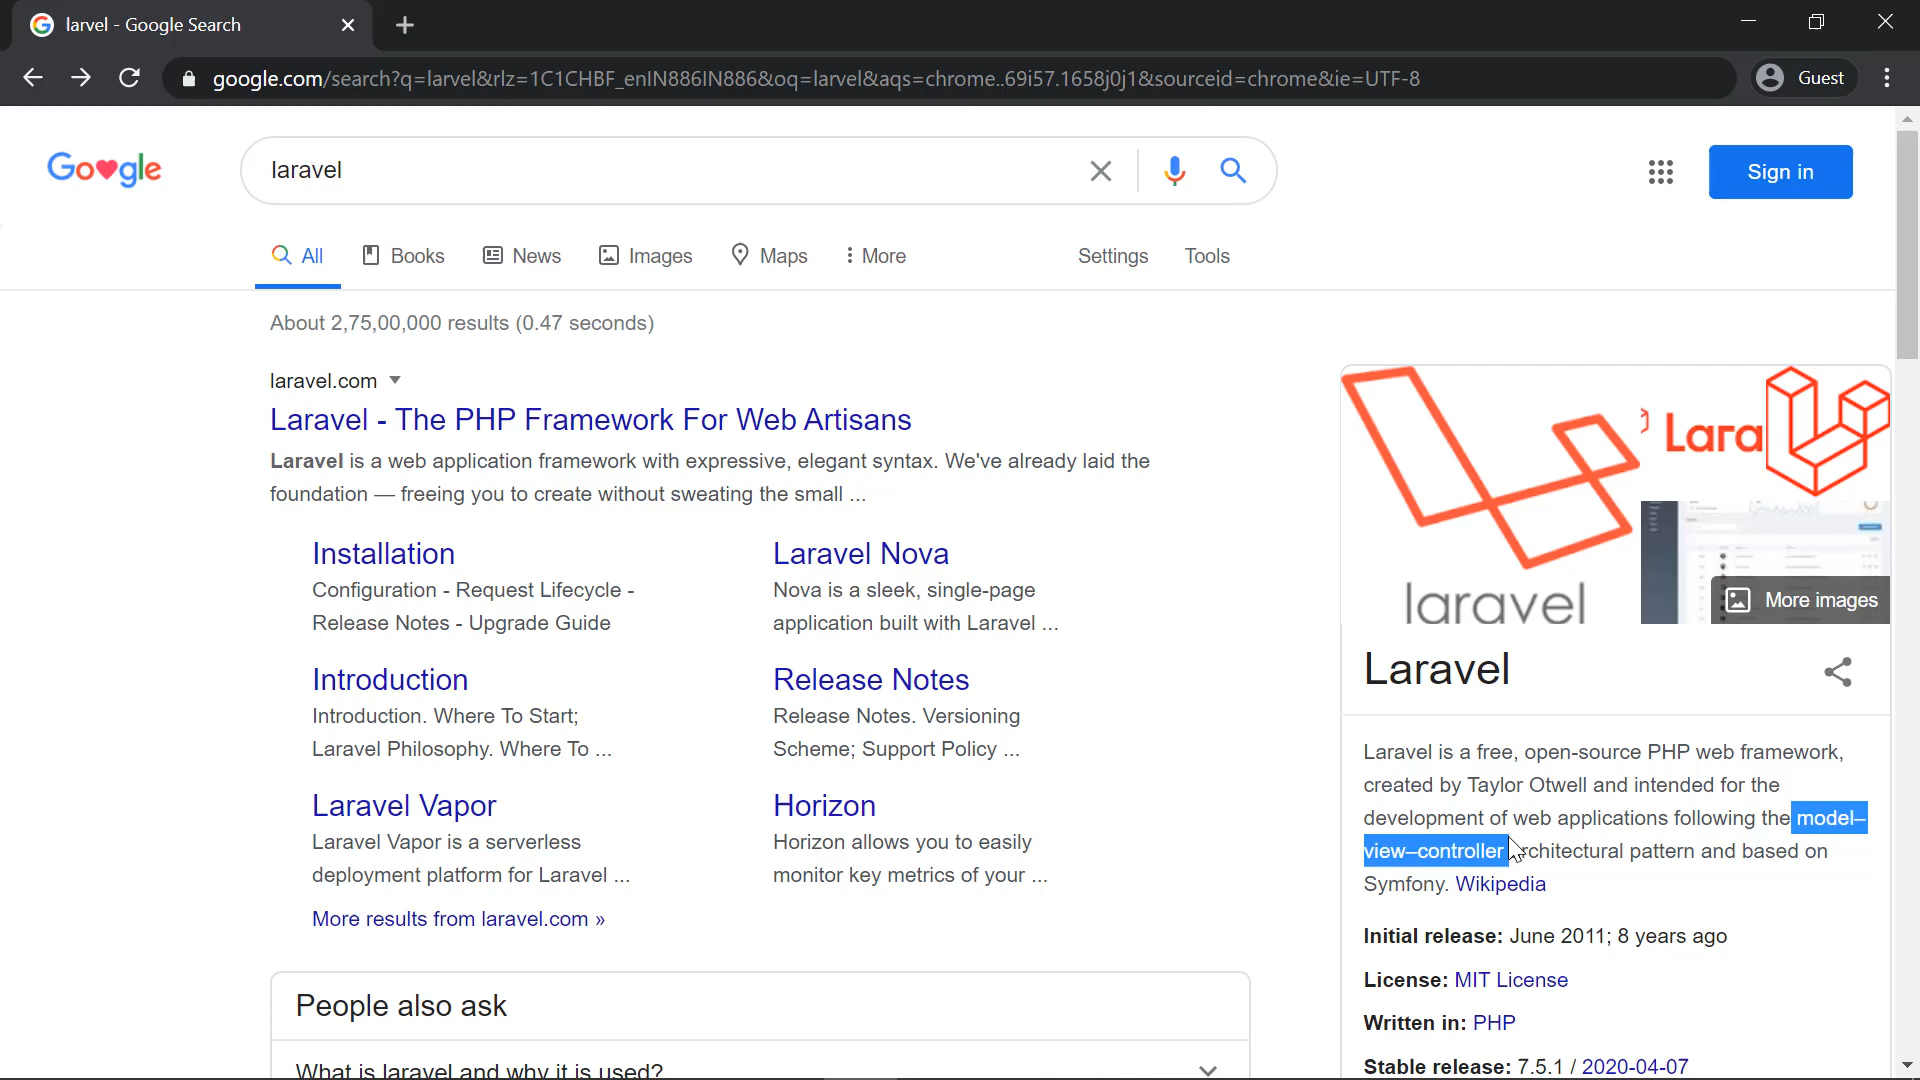 larvel - Google Search
google.com/search?q=larvel&rlz=1C1CHBF_enIN886IN886&oq=larvel&aqs=chrome..69i57.1658j0j1&sourceid=chrome&ie=UTF-8
Guest
Google
laravel
Sign in
All
Books
News
Images
Maps
More
Settings
Tools
About 2,75,00,000 results (0.47 seconds)
laravel.com
Laravel - The PHP Framework For Web Artisans
Laravel is a web application framework with expressive, elegant syntax. We've already laid the
foundation — freeing you to create without sweating the small ...
Installation
Configuration - Request Lifecycle -
Release Notes - Upgrade Guide
Laravel Nova
Nova is a sleek, single-page
application built with Laravel ...
Introduction
Introduction. Where To Start;
Laravel Philosophy. Where To ...
Release Notes
Release Notes. Versioning
Scheme; Support Policy ...
Laravel Vapor
Laravel Vapor is a serverless
deployment platform for Laravel ...
Horizon
Horizon allows you to easily
monitor key metrics of your ...
More results from laravel.com »
People also ask
What is laravel and why it is used?
laravel
Lara
More images
Laravel
Laravel is a free, open-source PHP web framework,
created by Taylor Otwell and intended for the
development of web applications following the model–
view–controller architectural pattern and based on
Symfony. Wikipedia
Initial release: June 2011; 8 years ago
License: MIT License
Written in: PHP
Stable release: 7.5.1 / 2020-04-07